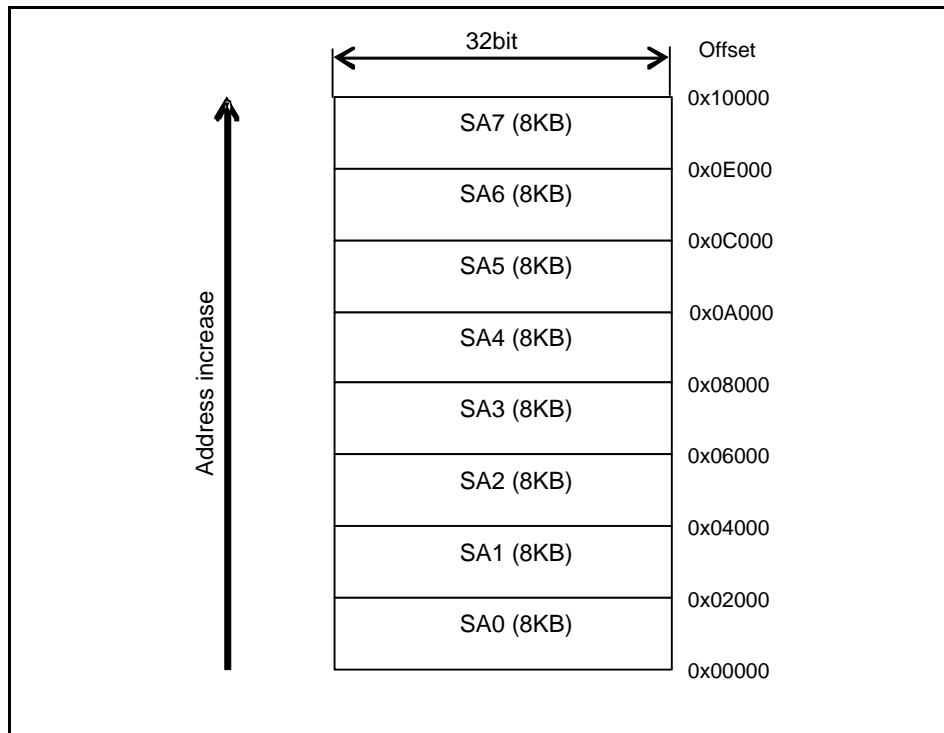 32bit
Offset
0x10000
SA7 (8KB)
0x0E000
SA6 (8KB)
0x0C000
SA5 (8KB)
0x0A000
SA4 (8KB)
0x08000
SA3 (8KB)
0x06000
SA2 (8KB)
0x04000
SA1 (8KB)
0x02000
SA0 (8KB)
0x00000
Address increase